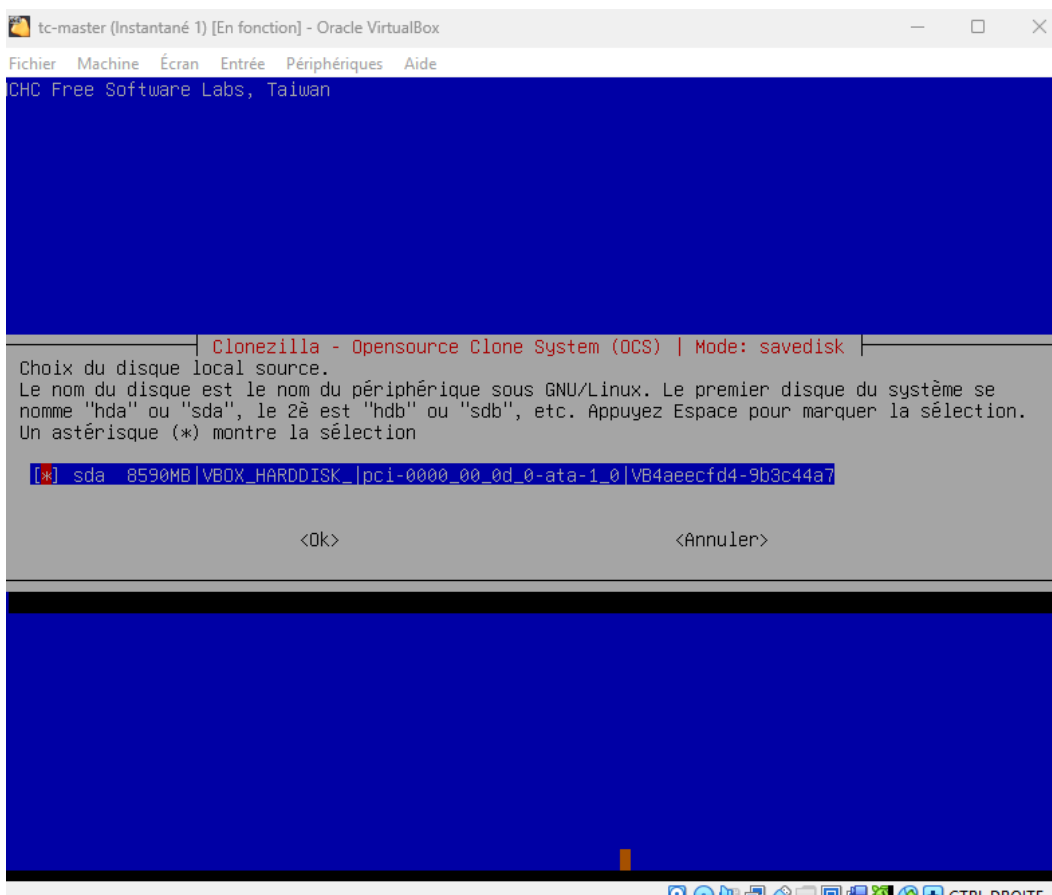 tc-master (Instantané 1) [En fonction] - Oracle VirtualBox
Fichier Machine Écran Entrée Périphériques Aide
NCHC Free Software Labs, Taiwan
Clonezilla - Opensource Clone System (OCS) | Mode: savedisk
Choix du disque local source.
Le nom du disque est le nom du périphérique sous GNU/Linux. Le premier disque du système se
nomme "hda" ou "sda", le 2è est "hdb" ou "sdb", etc. Appuyez Espace pour marquer la sélection.
Un astérisque (*) montre la sélection
[*] sda 8590MB|VBOX_HARDDISK_|pci-0000_00_0d_0-ata-1_0|VB4aeecfd4-9b3c44a7
<Ok> <Annuler>
CTRL DROITE